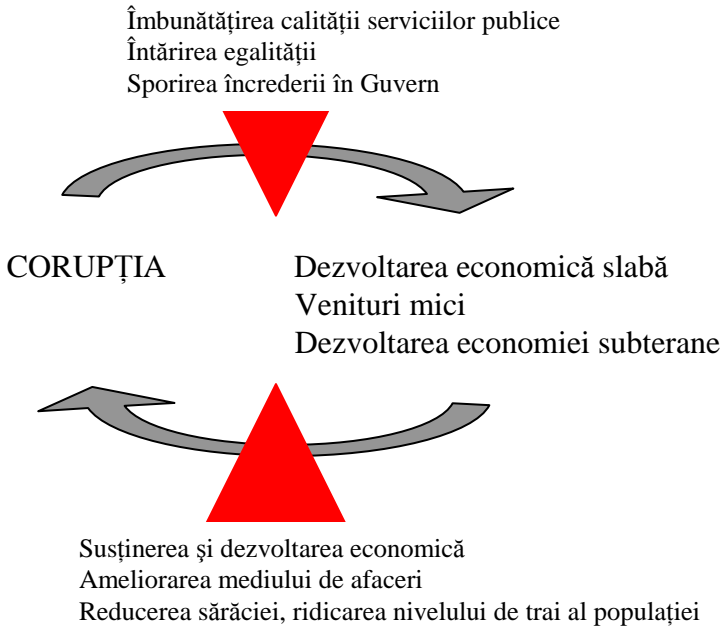 Îmbunătățirea calității serviciilor publice
Întărirea egalității
Sporirea încrederii în Guvern
CORUPȚIA
Dezvoltarea economică slabă
Venituri mici
Dezvoltarea economiei subterane
Susținerea şi dezvoltarea economică
Ameliorarea mediului de afaceri
Reducerea sărăciei, ridicarea nivelului de trai al populației